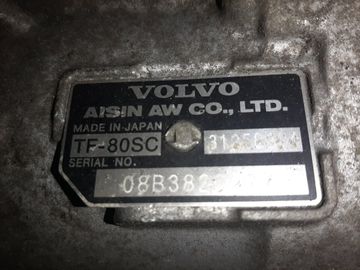 VOLVO
AISIN AW CO., LTD.
MADE IN JAPAN
TF-80SC
SERIAL NO.